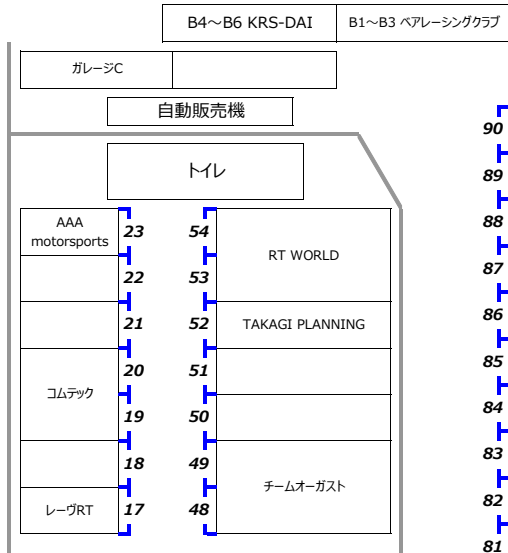 B4～B6 KRS-DAI
B1～B3 ベアレーシングクラブ
ガレージC
自動販売機
トイレ
90
89
88
87
86
85
84
83
82
81
AAA
motorsports
23
22
21
20
19
18
17
コムテック
レーヴRT
54
53
52
51
50
49
48
RT WORLD
TAKAGI PLANNING
チームオーガスト